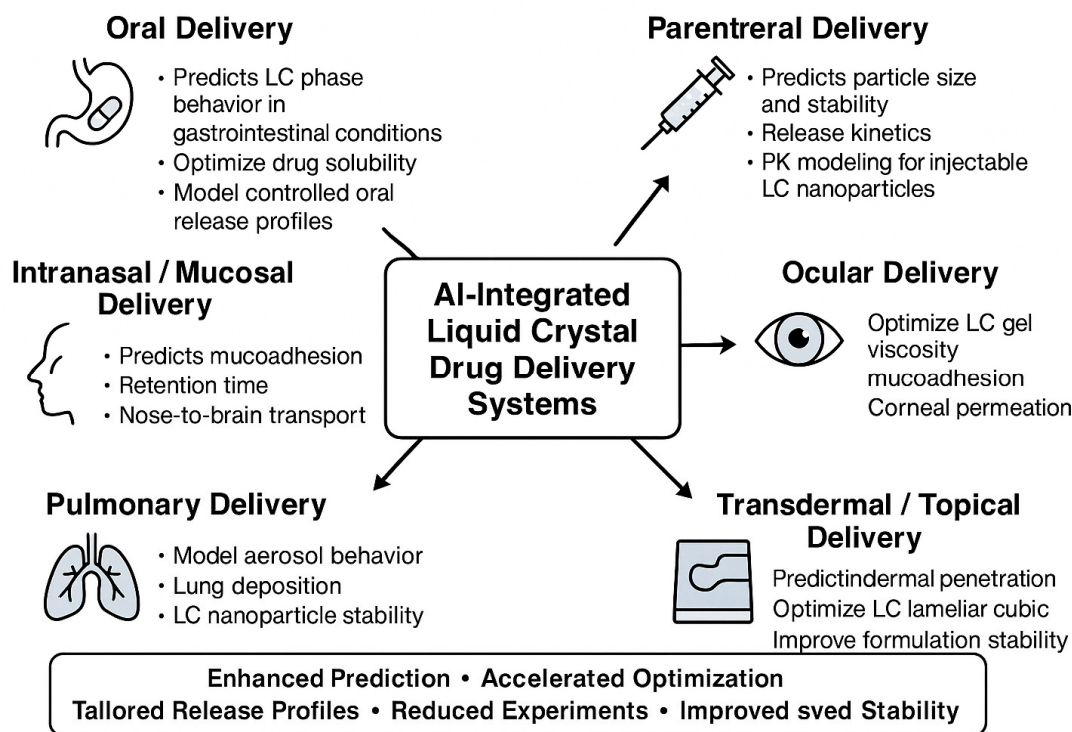 Oral Delivery
• Predicts LC phase
behavior in
gastrointestinal conditions
• Optimize drug solubility
• Model controlled oral
release profiles
Parentreral Delivery
• Predicts particle size
and stability
• Release kinetics
• PK modeling for injectable
LC nanoparticles
Intranasal / Mucosal
Delivery
• Predicts mucoadhesion
• Retention time
• Nose-to-brain transport
AI-Integrated
Liquid Crystal
Drug Delivery
Systems
Ocular Delivery
Optimize LC gel
viscosity
mucoadhesion
Corneal permeation
Pulmonary Delivery
• Model aerosol behavior
• Lung deposition
• LC nanoparticle stability
Transdermal / Topical
Delivery
Predictindermal penetration
Optimize LC lameliar cubic
Improve formulation stability
Enhanced Prediction • Accelerated Optimization
Tallored Release Profiles • Reduced Experiments • Improved sved Stability